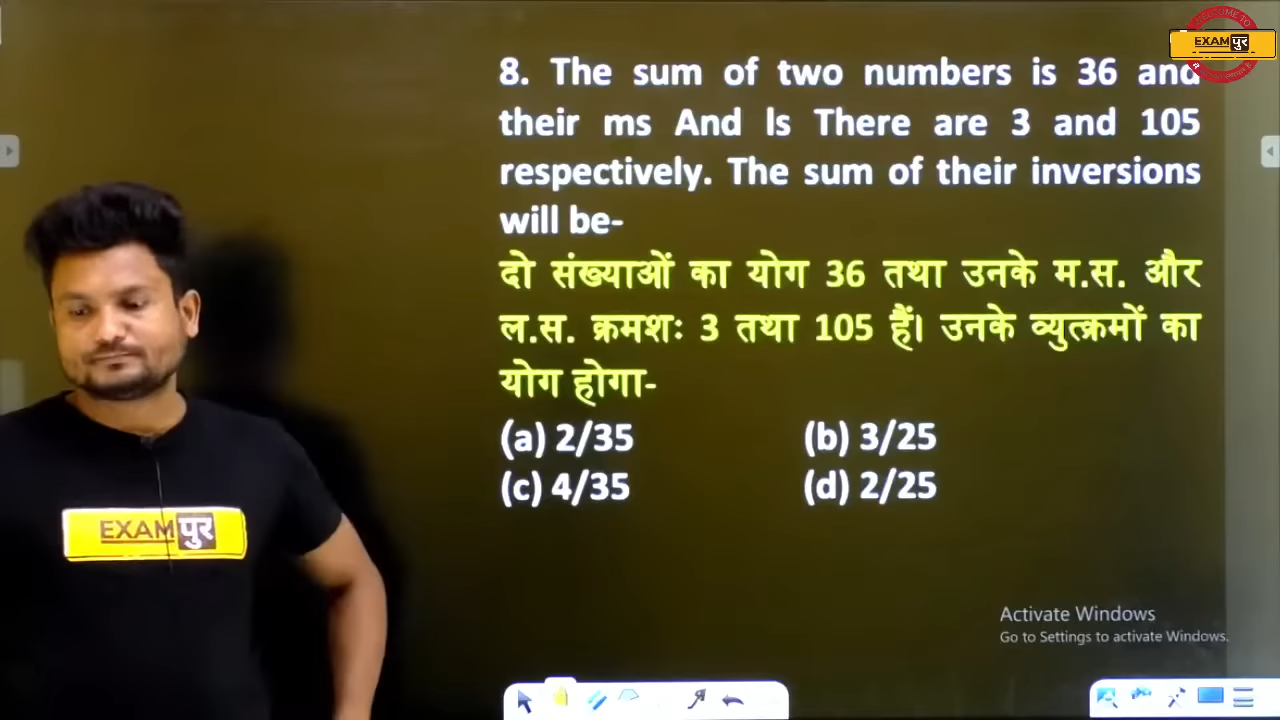 WELCOME TO
EXAMपुर
8. The sum of two numbers is 36 and
their ms And ls There are 3 and 105
respectively. The sum of their inversions
will be-
दो संख्याओं का योग 36 तथा उनके म.स. और
ल.स. क्रमशः 3 तथा 105 हैं। उनके व्युत्क्रमों का
योग होगा-
(a) 2/35 (b) 3/25
(c) 4/35 (d) 2/25
EXAMपुर
Activate Windows
Go to Settings to activate Windows.